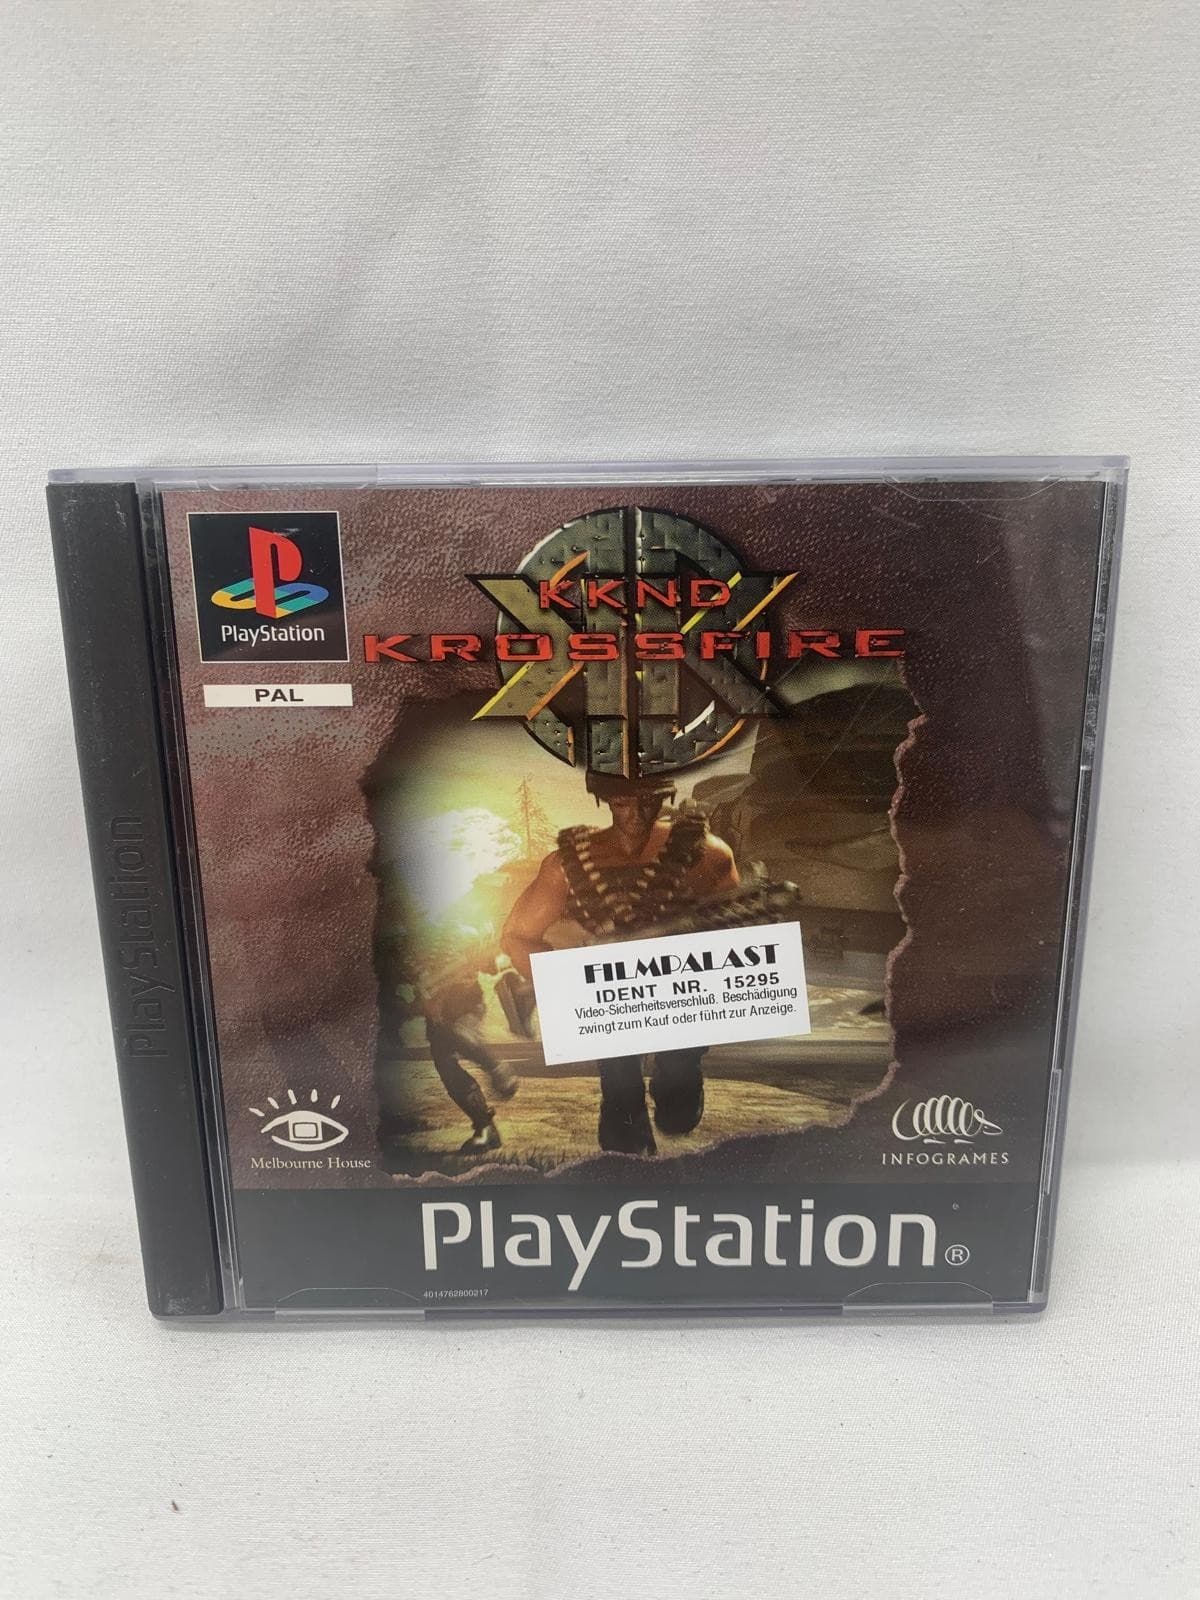 PlayStation
PlayStation
PAL
KKND
KROSSFIRE
FILMPALAST
IDENT NR. 15295
Video-Sicherheitsverschluß. Beschädigung
zwingt zum Kauf oder führt zur Anzeige.
Melbourne House
INFOGRAMES
PlayStation®
4014762800217